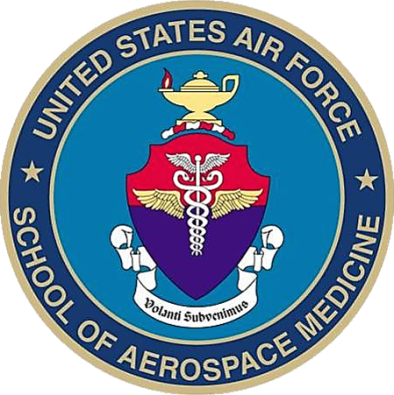 UNITED STATES AIR FORCE
SCHOOL OF AEROSPACE MEDICINE
Volanti Subvenimus